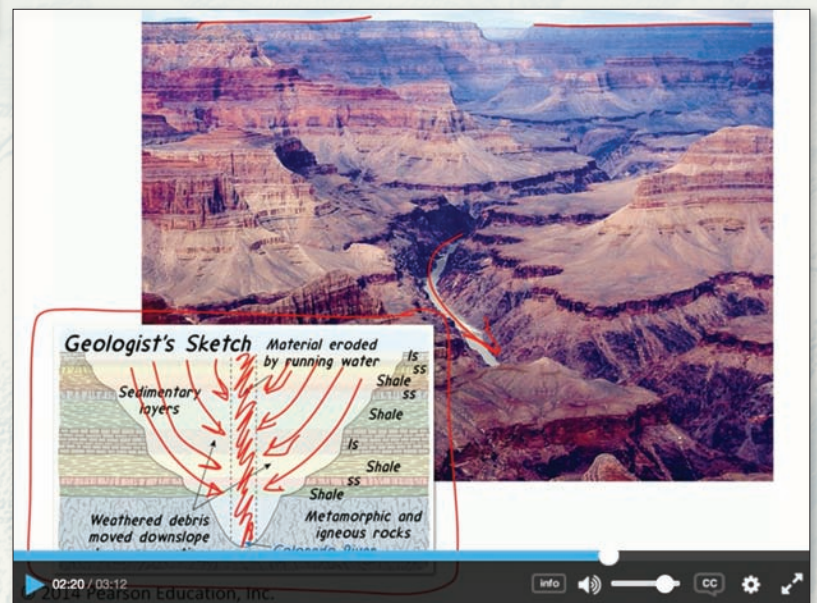 Geologist's Sketch
Material eroded
by running water
Sedimentary
layers
ls
ss
Shale
ss
Shale
ls
Shale
ss
Shale
Weathered debris
moved downslope
Metamorphic and
igneous rocks
Colorado River
02:20 / 03:12
info
CC
2014 Pearson Education, Inc.